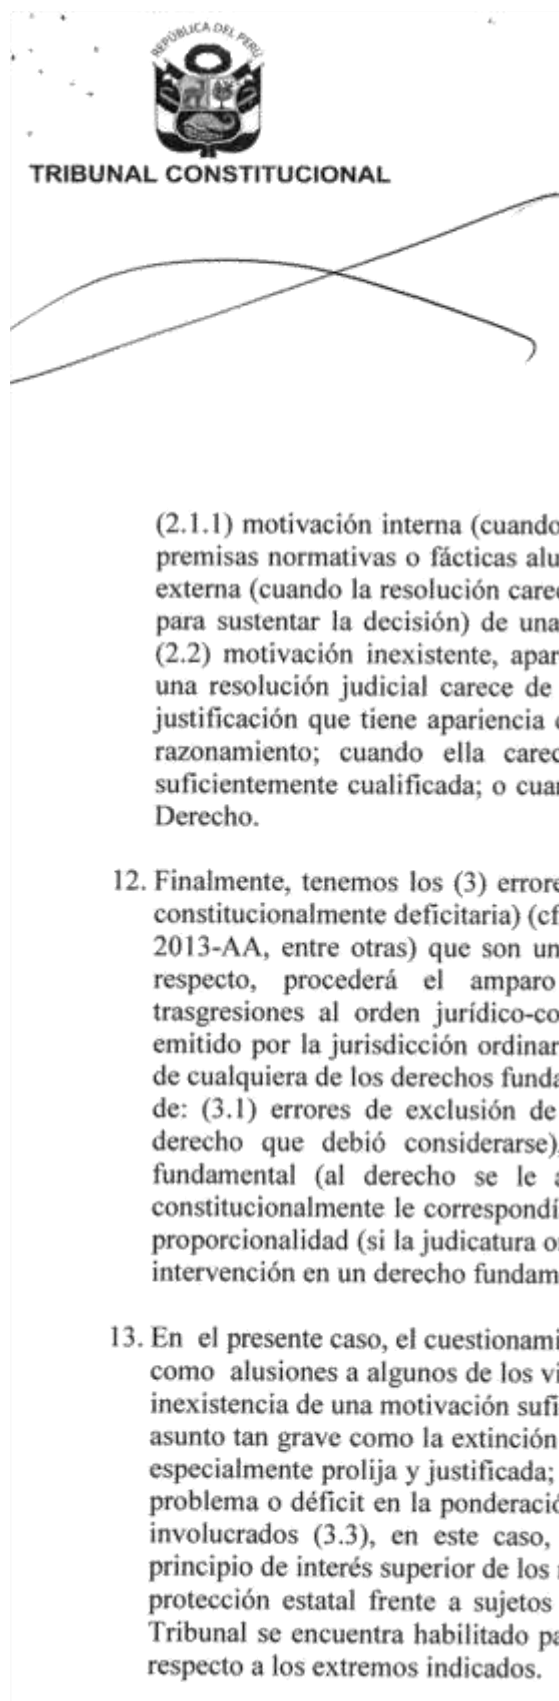 REPÚBLICA DEL PERÚ
TRIBUNAL CONSTITUCIONAL
(2.1.1) motivación interna (cuando
premisas normativas o fácticas alu
externa (cuando la resolución care
para sustentar la decisión) de una
(2.2) motivación inexistente, apar
una resolución judicial carece de
justificación que tiene apariencia
razonamiento; cuando ella carec
suficientemente cualificada; o cuan
Derecho.
12. Finalmente, tenemos los (3) errore
constitucionalmente deficitaria) (cf
2013-AA, entre otras) que son un
respecto, procederá el amparo
trasgresiones al orden jurídico-co
emitido por la jurisdicción ordinar
de cualquiera de los derechos funda
de: (3.1) errores de exclusión de
derecho que debió considerarse)
fundamental (al derecho se le a
constitucionalmente le correspondí
proporcionalidad (si la judicatura o
intervención en un derecho fundam
13. En el presente caso, el cuestionami
como alusiones a algunos de los vi
inexistencia de una motivación sufi
asunto tan grave como la extinción
especialmente prolija y justificada;
problema o déficit en la ponderació
involucrados (3.3), en este caso,
principio de interés superior de los
protección estatal frente a sujetos
Tribunal se encuentra habilitado pa
respecto a los extremos indicados.